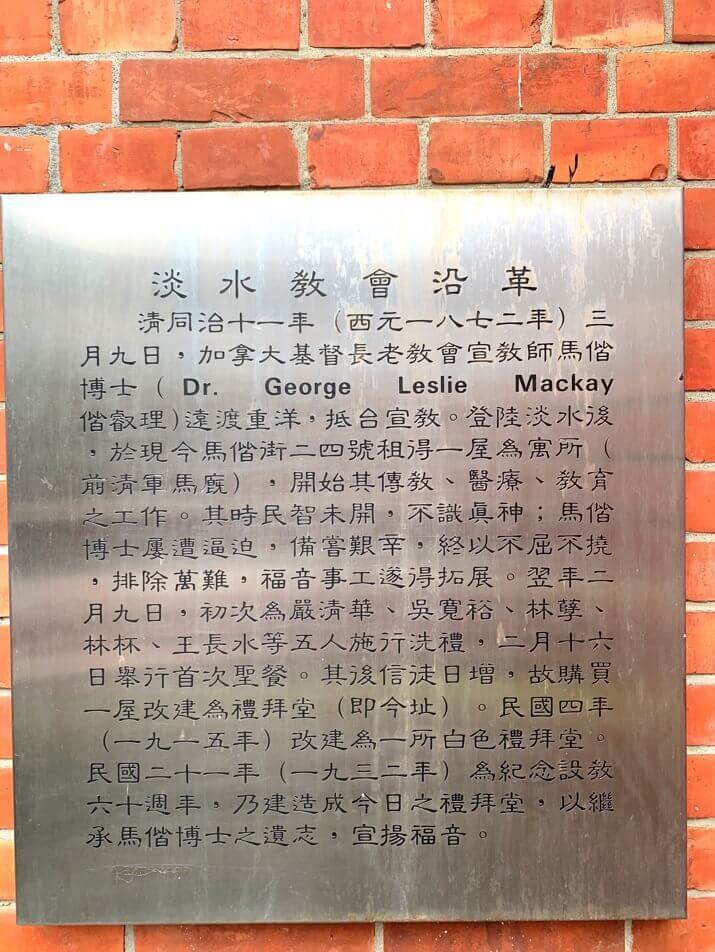 淡水教會沿革
清同治十一年(西元一八七二年)三
月九日，加拿大基督長老教會宣教師馬偕
博士( Dr. George Leslie Mackay
偕叡理)遠渡重洋，抵台宣教。登陸淡水後
，於現今馬偕街二四號租得一屋為寓所(
前清軍馬廄)，開始其傳教、醫療、教育
之工作。其時民智未開，不識真神；馬偕
博士屢遭逼迫，備嘗艱辛，終以不屈不撓
，排除萬難，福音事工遂得拓展。翌年二
月九日，初次為嚴清華、吳寬裕、林孽、
林杯、王長水等五人施行洗禮，二月十六
日舉行首次聖餐。其後信徒日增，故購買
一屋改建為禮拜堂(即今址)。民國四年
(一九一五年)改建為一所白色禮拜堂。
民國二十一年(一九三二年)為紀念設教
六十週年，乃建造成今日之禮拜堂，以繼
承馬偕博士之遺志，宣揚福音。